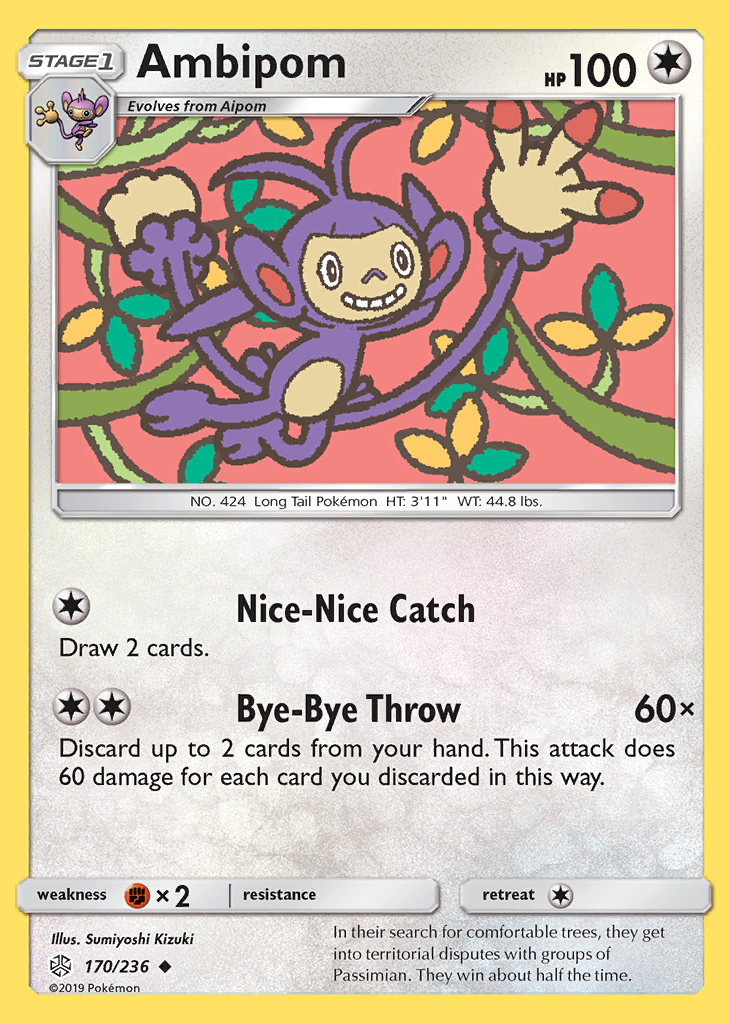 STAGE1
Ambipom
HP100
Evolves from Aipom
NO. 424 Long Tail Pokémon HT: 3'11" WT: 44.8 lbs.
Nice-Nice Catch
Draw 2 cards.
Bye-Bye Throw 60×
Discard up to 2 cards from your hand. This attack does
60 damage for each card you discarded in this way.
weakness ×2 resistance retreat
Illus. Sumiyoshi Kizuki
170/236
©2019 Pokémon
In their search for comfortable trees, they get
into territorial disputes with groups of
Passimian. They win about half the time.